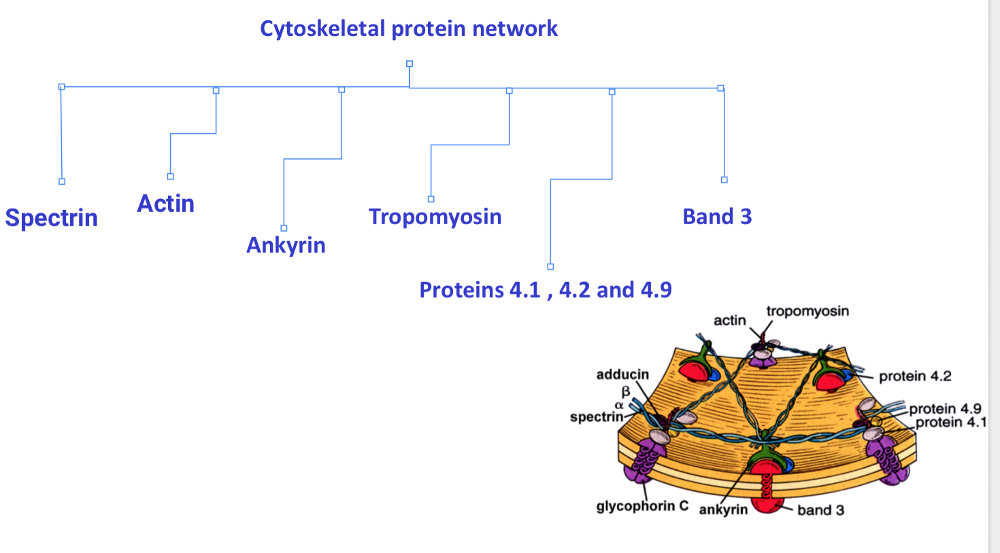 Cytoskeletal protein network
Spectrin
Actin
Ankyrin
Tropomyosin
Proteins 4.1 , 4.2 and 4.9
Band 3
actin
tropomyosin
adducin
β
α
spectrin
protein 4.2
protein 4.9
protein 4.1
glycophorin C
ankyrin
band 3